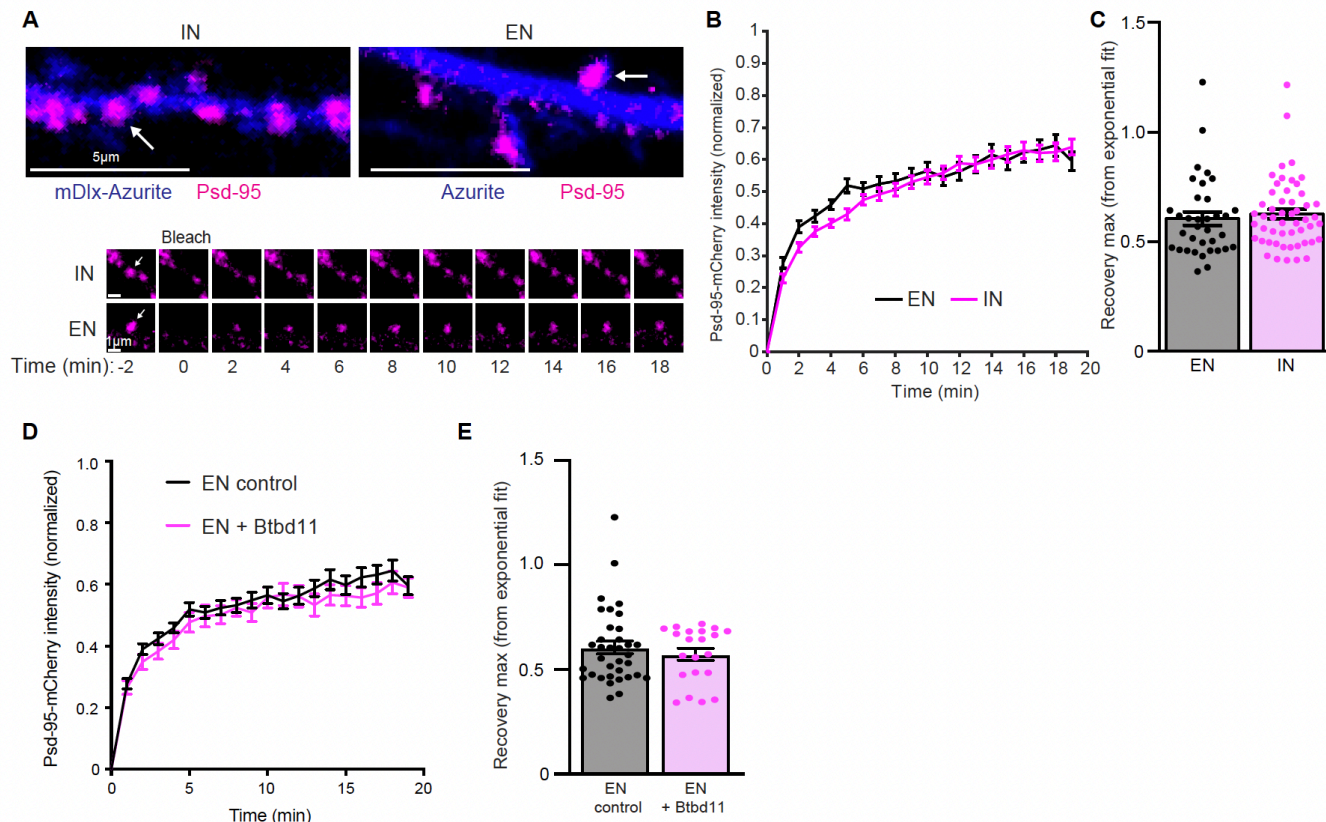 A
IN
EN
5µm
mDlx-Azurite Psd-95
Azurite Psd-95
Bleach
IN
EN
1µm
Time (min): -2 0 2 4 6 8 10 12 14 16 18
B
Psd-95-mCherry intensity (normalized)
1
0.9
0.8
0.7
0.6
0.5
0.4
0.3
0.2
0.1
0
EN IN
0 2 4 6 8 10 12 14 16 18 20
Time (min)
C
Recovery max (from exponential fit)
1.5
1.0
0.5
0
EN IN
D
Psd-95-mCherry intensity (normalized)
1.0
0.8
0.6
0.4
0.2
0
EN control
EN + Btbd11
0 5 10 15 20
Time (min)
E
Recovery max (from exponential fit)
1.5
1.0
0.5
0
EN control
EN + Btbd11